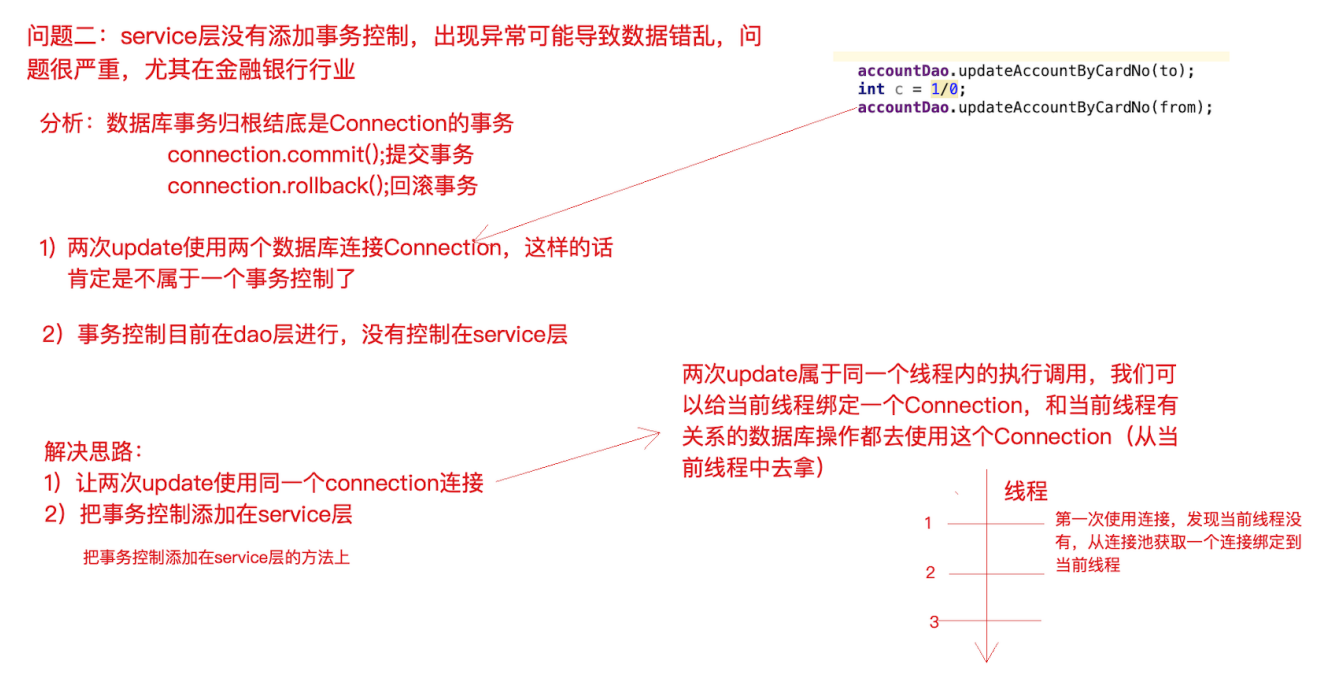 问题二：service层没有添加事务控制，出现异常可能导致数据错乱，问
题很严重，尤其在金融银行行业
accountDao.updateAccountByCardNo(to);
int c = 1/0;
accountDao.updateAccountByCardNo(from);
分析：数据库事务归根结底是Connection的事务
connection.commit();提交事务
connection.rollback();回滚事务
1）两次update使用两个数据库连接Connection，这样的话
肯定是不属于一个事务控制了
2）事务控制目前在dao层进行，没有控制在service层
解决思路：
1）让两次update使用同一个connection连接
2）把事务控制添加在service层
把事务控制添加在service层的方法上
两次update属于同一个线程内的执行调用，我们可
以给当前线程绑定一个Connection，和当前线程有
关系的数据库操作都去使用这个Connection（从当
前线程中去拿）
线程
1
第一次使用连接，发现当前线程没
有，从连接池获取一个连接绑定到
当前线程
2
3